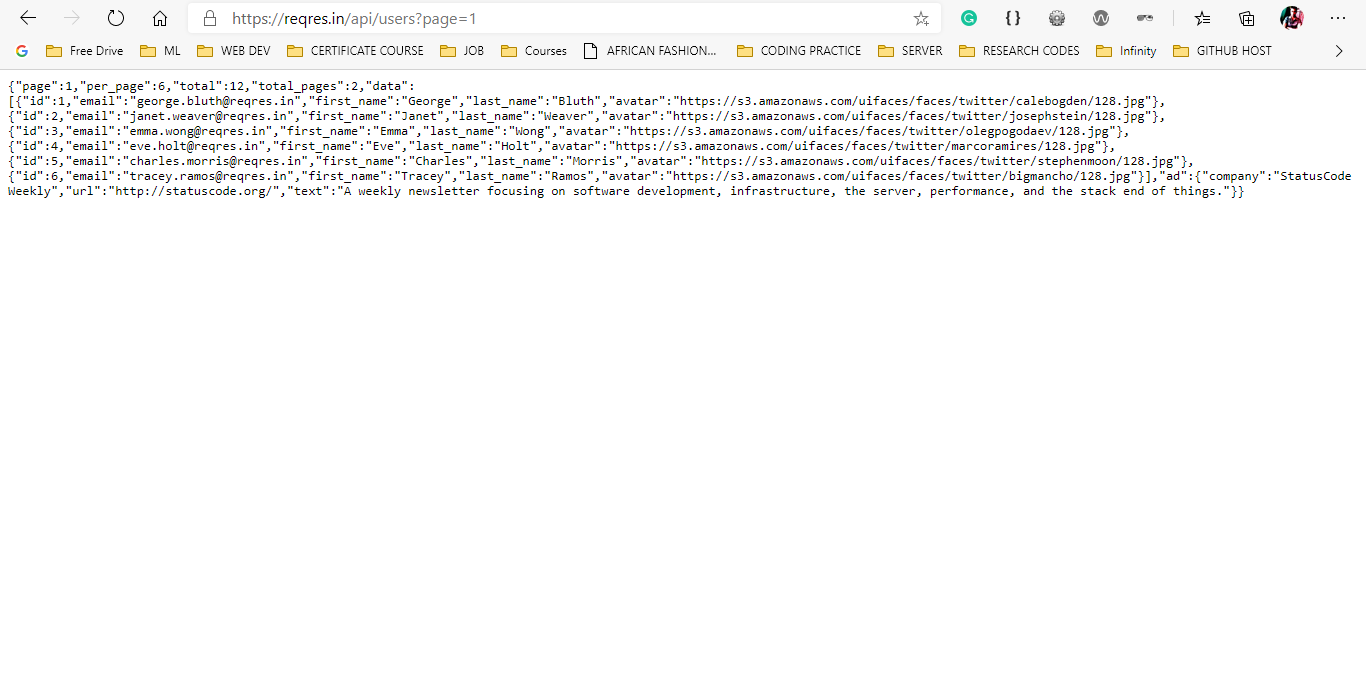 https://reqres.in/api/users?page=1
Free Drive ML WEB DEV CERTIFICATE COURSE JOB Courses AFRICAN FASHION... CODING PRACTICE SERVER RESEARCH CODES Infinity GITHUB HOST
{"page":1,"per_page":6,"total":12,"total_pages":2,"data":
[{"id":1,"email":"george.bluth@reqres.in","first_name":"George","last_name":"Bluth","avatar":"https://s3.amazonaws.com/uifaces/faces/twitter/calebogden/128.jpg"},
{"id":2,"email":"janet.weaver@reqres.in","first_name":"Janet","last_name":"Weaver","avatar":"https://s3.amazonaws.com/uifaces/faces/twitter/josephstein/128.jpg"},
{"id":3,"email":"emma.wong@reqres.in","first_name":"Emma","last_name":"Wong","avatar":"https://s3.amazonaws.com/uifaces/faces/twitter/olegpogodaev/128.jpg"},
{"id":4,"email":"eve.holt@reqres.in","first_name":"Eve","last_name":"Holt","avatar":"https://s3.amazonaws.com/uifaces/faces/twitter/marcoramires/128.jpg"},
{"id":5,"email":"charles.morris@reqres.in","first_name":"Charles","last_name":"Morris","avatar":"https://s3.amazonaws.com/uifaces/faces/twitter/stephenmoon/128.jpg"},
{"id":6,"email":"tracey.ramos@reqres.in","first_name":"Tracey","last_name":"Ramos","avatar":"https://s3.amazonaws.com/uifaces/faces/twitter/bigmancho/128.jpg"}],"ad":{"company":"StatusCode
Weekly","url":"http://statuscode.org/","text":"A weekly newsletter focusing on software development, infrastructure, the server, performance, and the stack end of things."}}